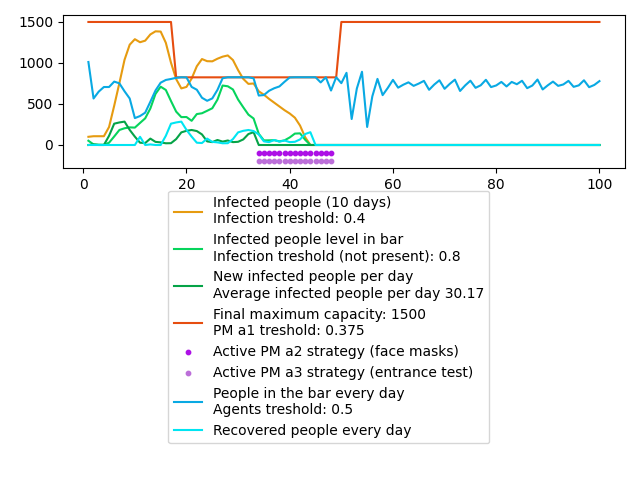 1500
1000
500
0
0 20 40 60 80 100
Infected people (10 days)
Infection treshold: 0.4
Infected people level in bar
Infection treshold (not present): 0.8
New infected people per day
Average infected people per day 30.17
Final maximum capacity: 1500
PM a1 treshold: 0.375
Active PM a2 strategy (face masks)
Active PM a3 strategy (entrance test)
People in the bar every day
Agents treshold: 0.5
Recovered people every day